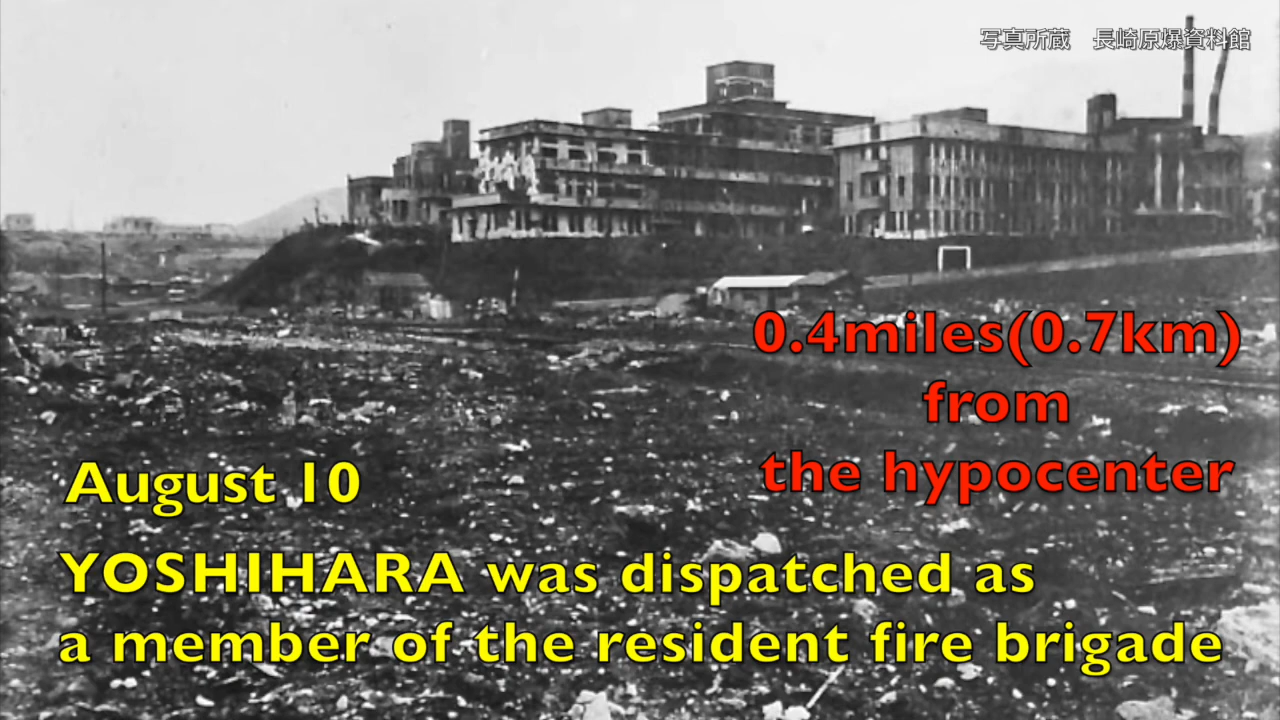 写真所蔵　長崎原爆資料館
0.4miles(0.7km)
from
the hypocenter
August 10
YOSHIHARA was dispatched as
a member of the resident fire brigade